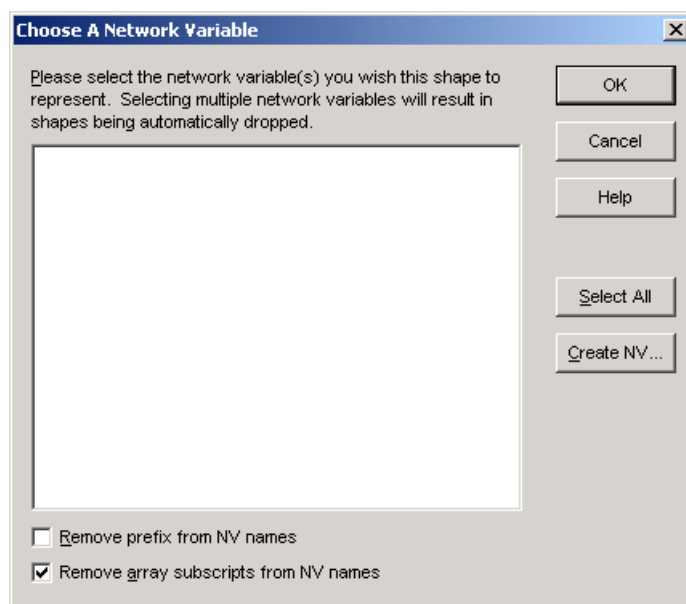 Choose A Network Variable
Please select the network variable(s) you wish this shape to
represent. Selecting multiple network variables will result in
shapes being automatically dropped.
OK
Cancel
Help
Select All
Create NV...
Remove prefix from NV names
Remove array subscripts from NV names